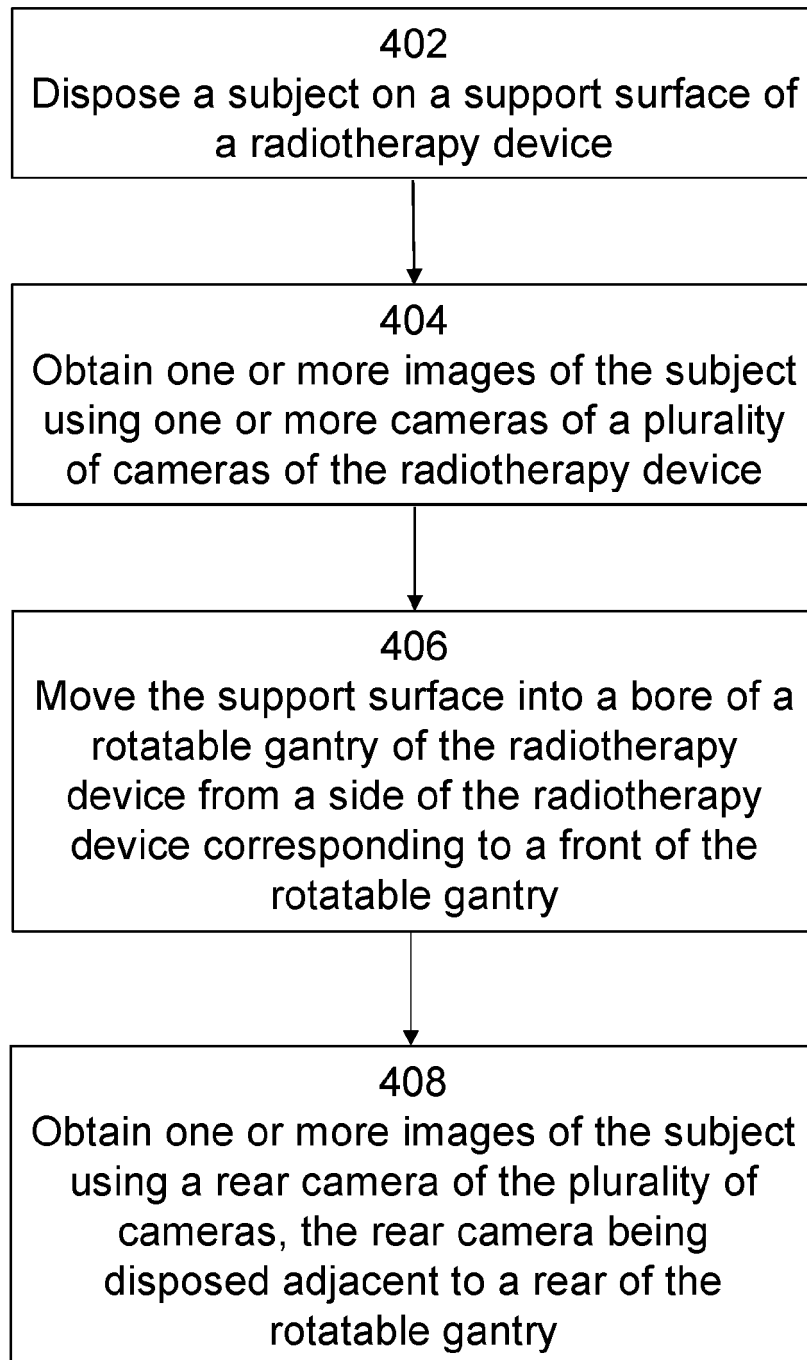 402
Dispose a subject on a support surface of
a radiotherapy device
404
Obtain one or more images of the subject
using one or more cameras of a plurality
of cameras of the radiotherapy device
406
Move the support surface into a bore of a
rotatable gantry of the radiotherapy
device from a side of the radiotherapy
device corresponding to a front of the
rotatable gantry
408
Obtain one or more images of the subject
using a rear camera of the plurality of
cameras, the rear camera being
disposed adjacent to a rear of the
rotatable gantry